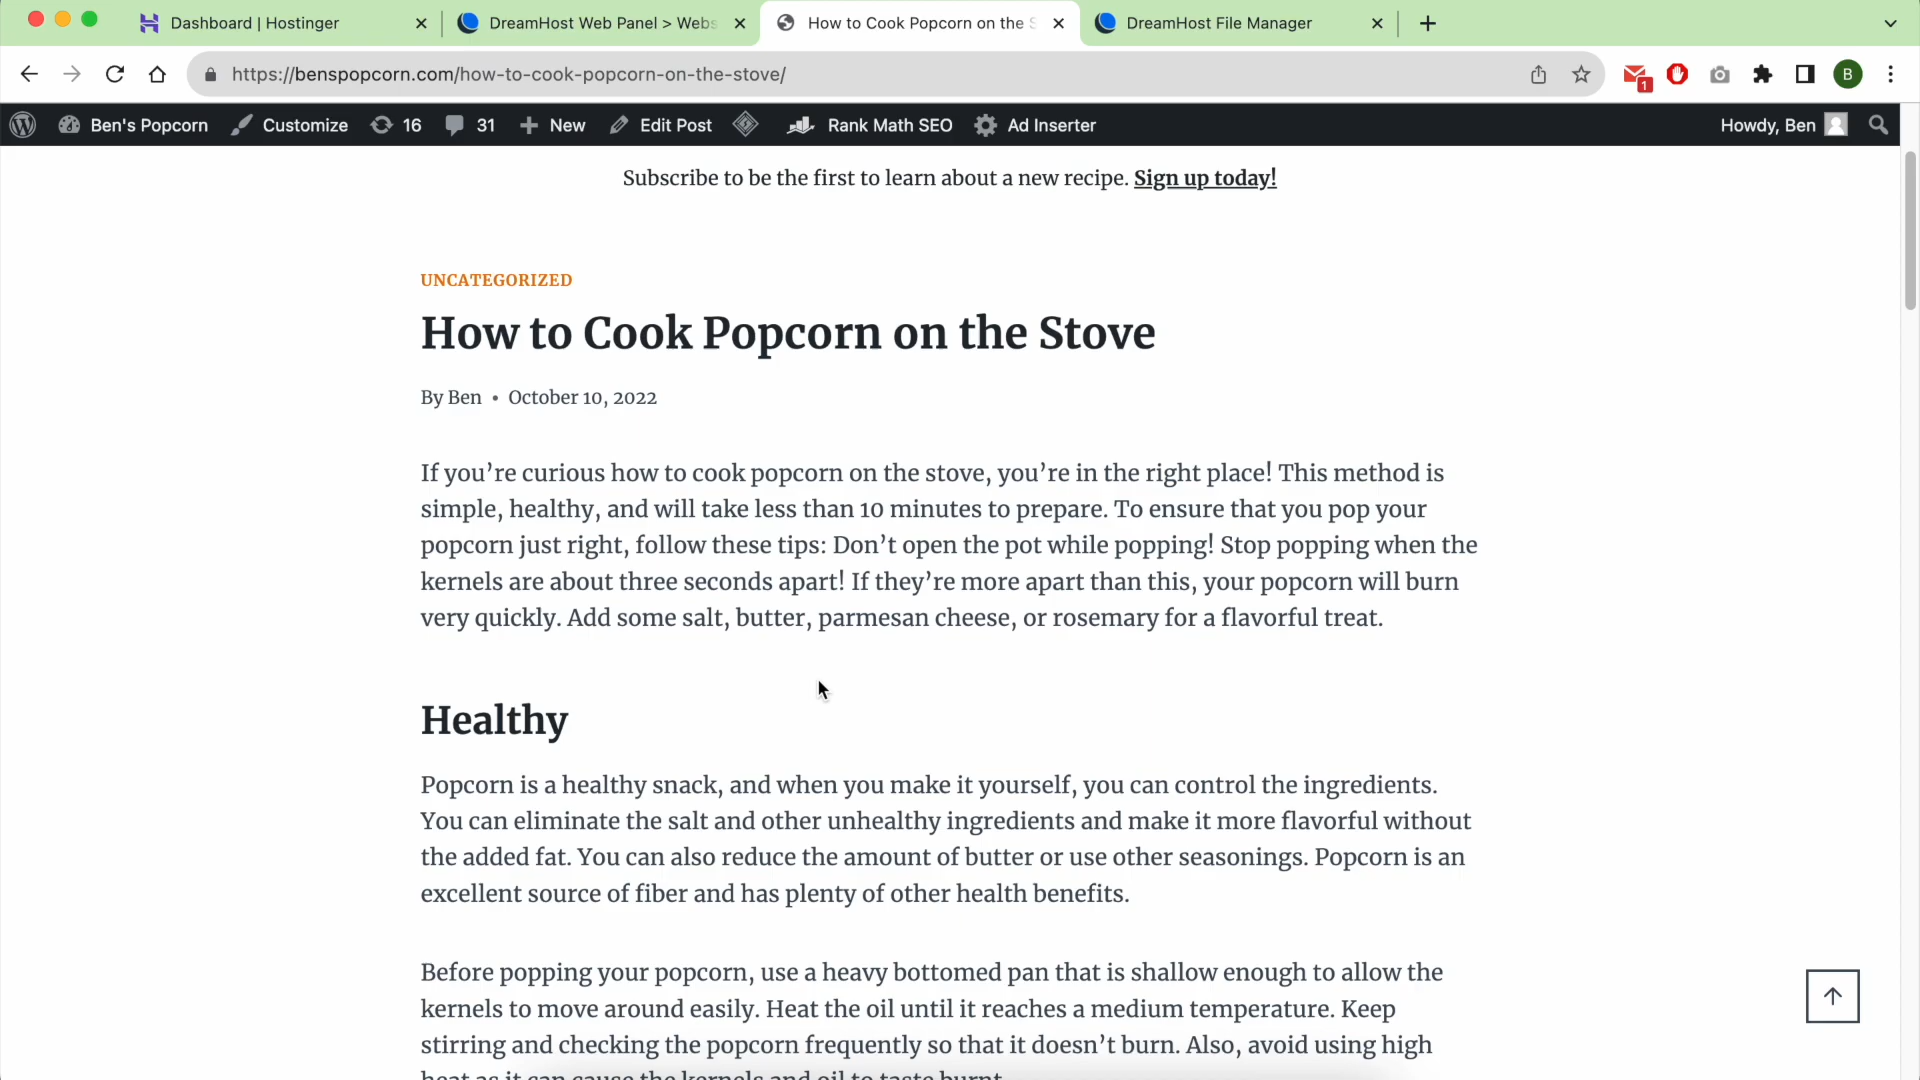 Dashboard | Hostinger
DreamHost Web Panel > Webs
How to Cook Popcorn on the S
DreamHost File Manager
https://benspopcorn.com/how-to-cook-popcorn-on-the-stove/
1
B
Ben's Popcorn
Customize
16
31
New
Edit Post
Rank Math SEO
Ad Inserter
Howdy, Ben
Subscribe to be the first to learn about a new recipe. Sign up today!
UNCATEGORIZED
How to Cook Popcorn on the Stove
By Ben • October 10, 2022
If you’re curious how to cook popcorn on the stove, you’re in the right place! This method is
simple, healthy, and will take less than 10 minutes to prepare. To ensure that you pop your
popcorn just right, follow these tips: Don’t open the pot while popping! Stop popping when the
kernels are about three seconds apart! If they’re more apart than this, your popcorn will burn
very quickly. Add some salt, butter, parmesan cheese, or rosemary for a flavorful treat.
Healthy
Popcorn is a healthy snack, and when you make it yourself, you can control the ingredients.
You can eliminate the salt and other unhealthy ingredients and make it more flavorful without
the added fat. You can also reduce the amount of butter or use other seasonings. Popcorn is an
excellent source of fiber and has plenty of other health benefits.
Before popping your popcorn, use a heavy bottomed pan that is shallow enough to allow the
kernels to move around easily. Heat the oil until it reaches a medium temperature. Keep
stirring and checking the popcorn frequently so that it doesn’t burn. Also, avoid using high
heat as it can cause the kernels and oil to taste burnt.